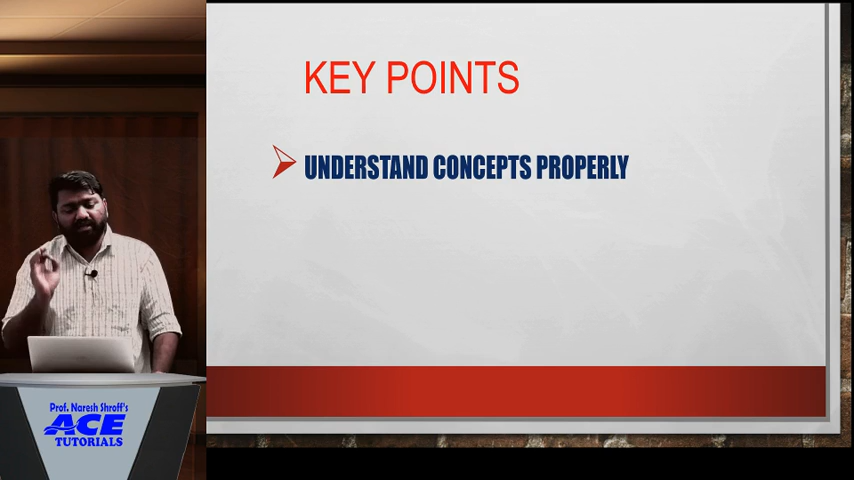 KEY POINTS
UNDERSTAND CONCEPTS PROPERLY
Prof. Naresh Shroff's
ACE
TUTORIALS